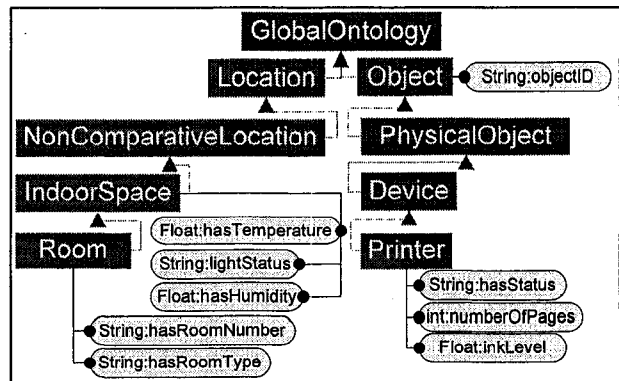 GlobalOntology
Location
Object
String:objectID
NonComparativeLocation
PhysicalObject
IndoorSpace
Device
Float:hasTemperature
Room
Printer
String:lightStatus
String:hasStatus
Float:hasHumidity
int:numberOfPages
String:hasRoomNumber
Float:inkLevel
String:hasRoomType